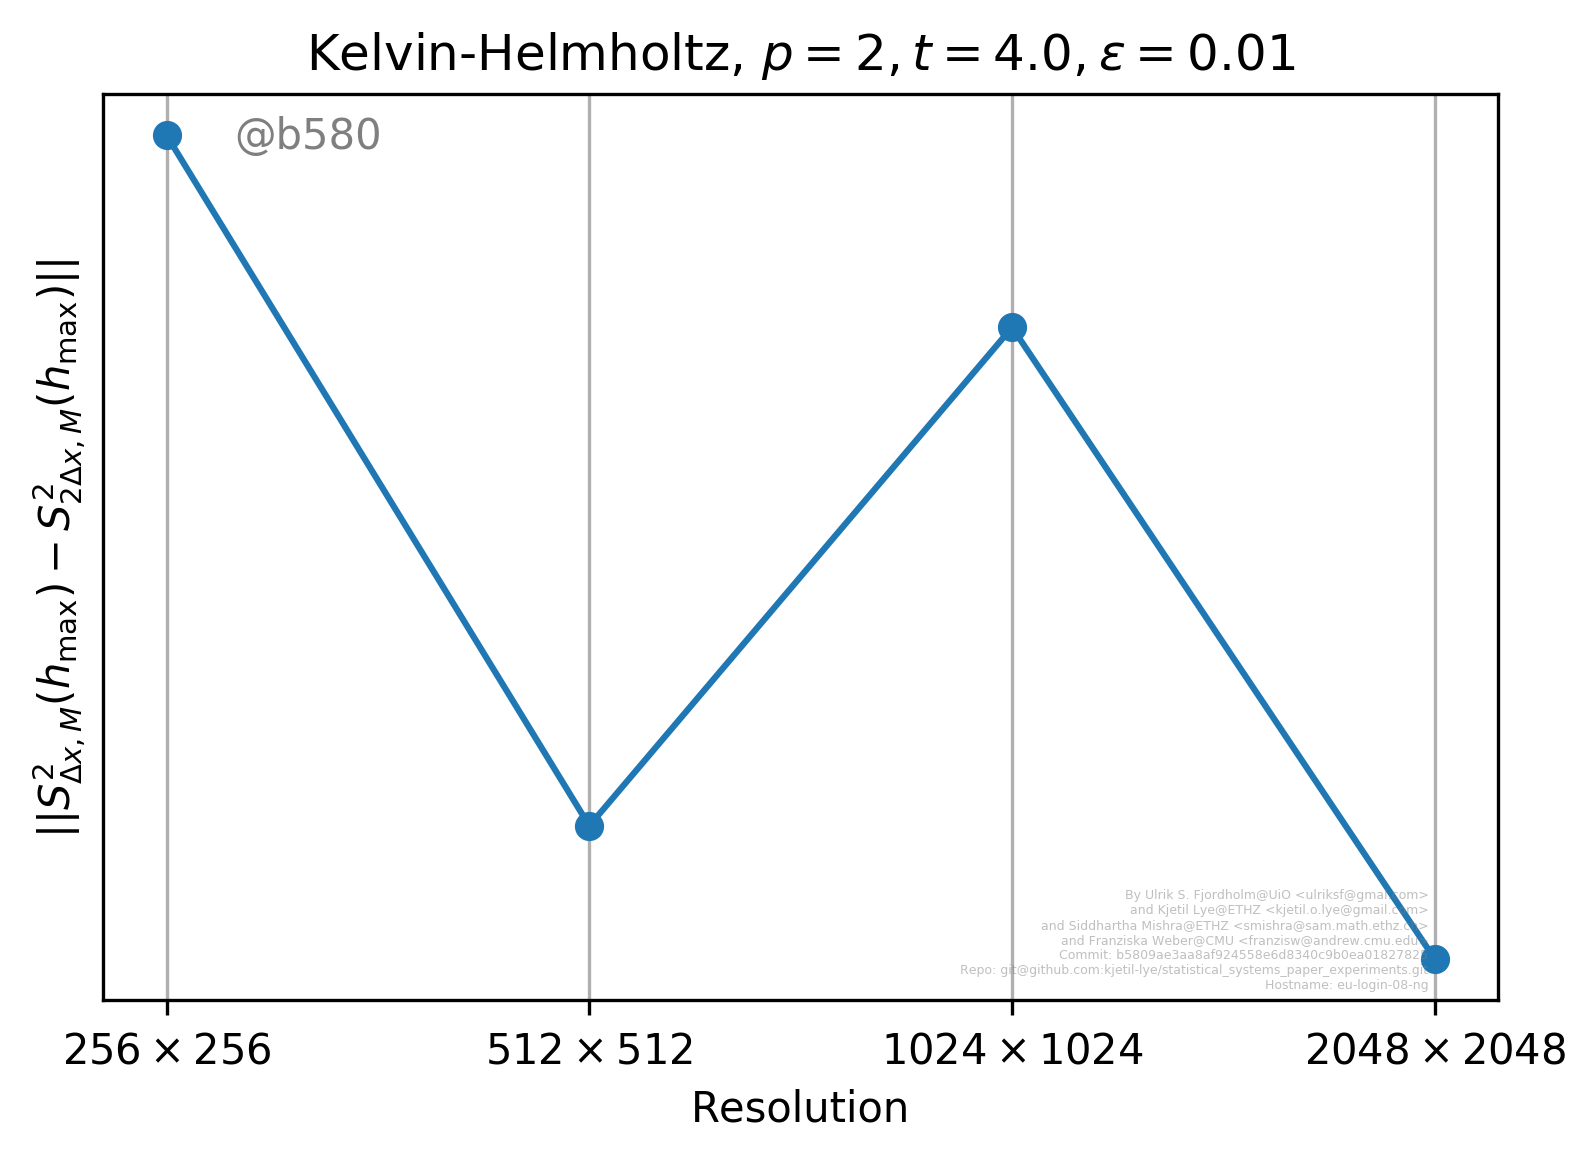 Kelvin-Helmholtz, p = 2, t = 4.0, ε = 0.01
@b580
||S²_{Δx,M}(h_max) − S²_{2Δx,M}(h_max)||
By Ulrik S. Fjordholm@UiO <ulriksf@gmail.com>
and Kjetil Lye@ETHZ <kjetil.o.lye@gmail.com>
and Siddhartha Mishra@ETHZ <smishra@sam.math.ethz.ch>
and Franziska Weber@CMU <franzisw@andrew.cmu.edu>
Commit:
Repo: git@github.com:kjetil-lye/statistical_systems_paper_experiments.git
Hostname: eu-login-08-ng
256 × 256 512 × 512 1024 × 1024 2048 × 2048
Resolution